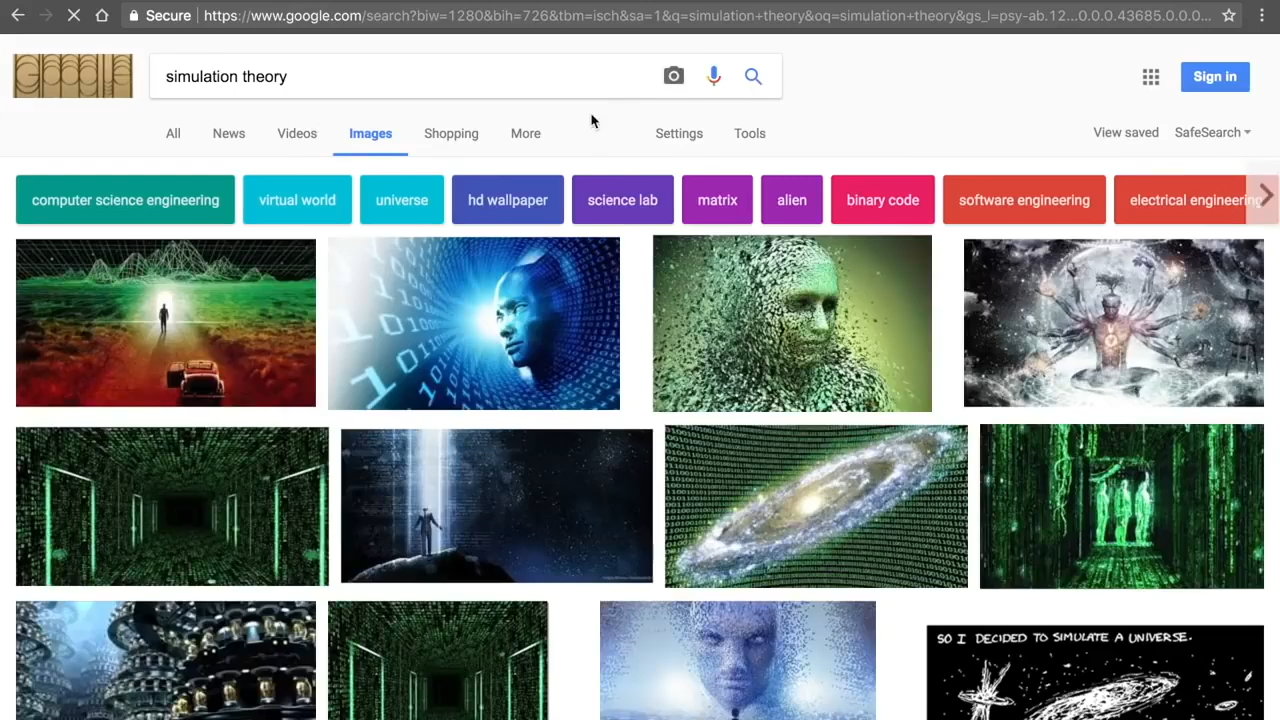 Secure
https://www.google.com/search?biw=1280&bih=726&tbm=isch&sa=1&q=simulation+theory&oq=simulation+theory&gs_l=psy-ab.12...0.0.0.43685.0.0.0...
Google
simulation theory
Sign in
All News Videos Images Shopping More Settings Tools View saved SafeSearch
computer science engineering virtual world universe hd wallpaper science lab matrix alien binary code software engineering electrical engineering
SO I DECIDED TO SIMULATE A UNIVERSE.